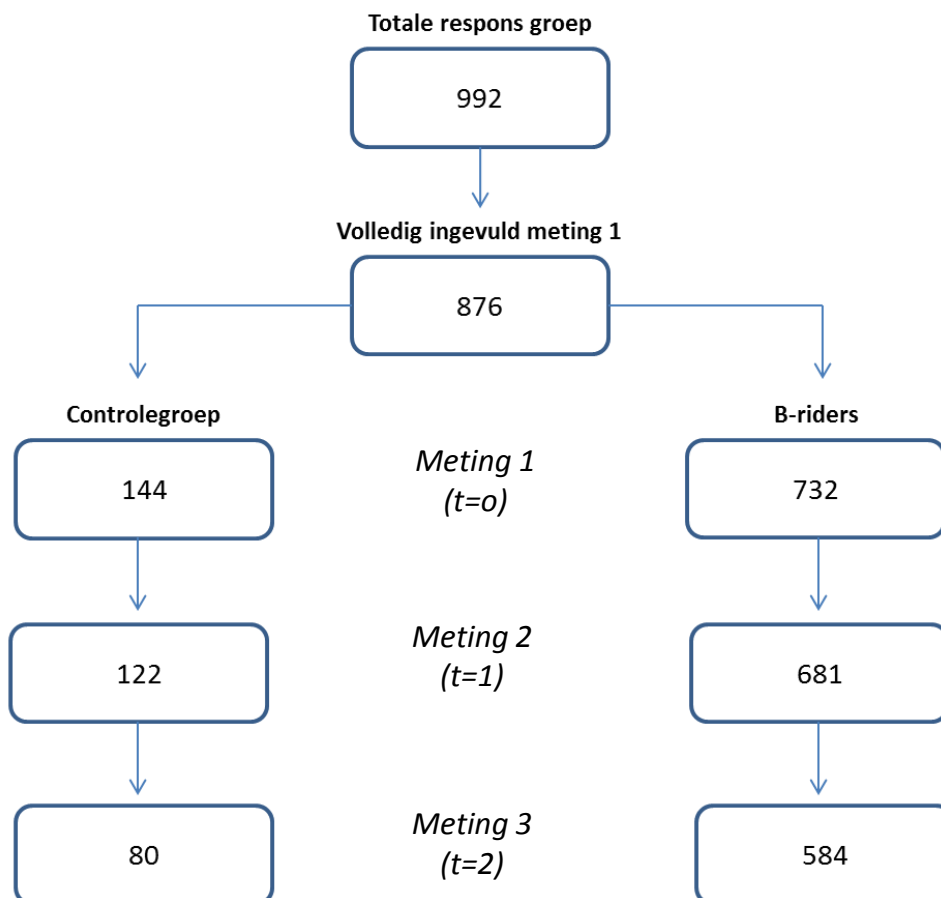 Totale respons groep
992
Volledig ingevuld meting 1
876
Controlegroep
B-riders
144
Meting 1
(t=o)
732
122
Meting 2
(t=1)
681
80
Meting 3
(t=2)
584